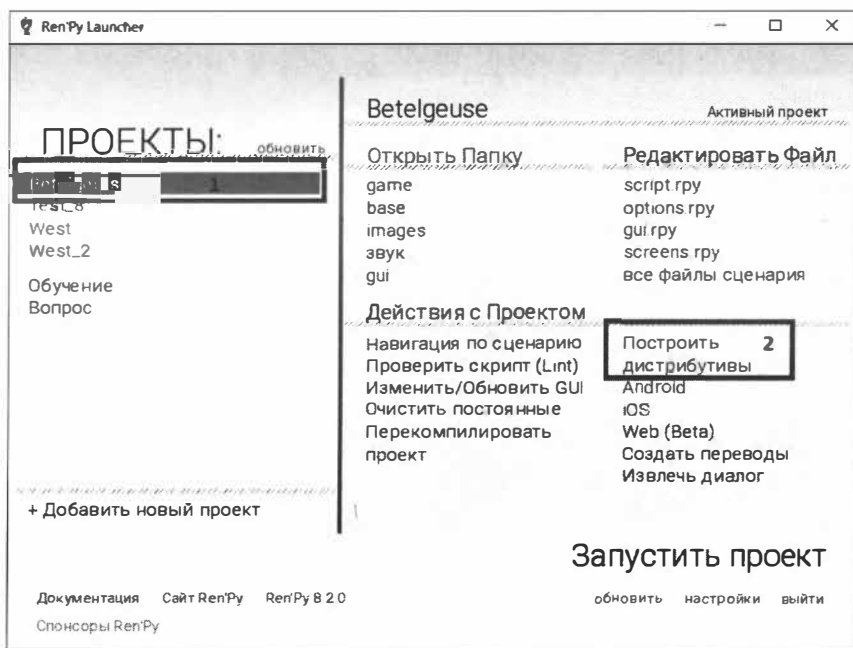 Ren'Py Launcher
ПРОЕКТЫ:
обновить
1
Test_8
West
West_2
Обучение
Вопрос
+ Добавить новый проект
Betelgeuse
Активный проект
Открыть Папку
game
base
images
звук
gui
Редактировать Файл
script.rpy
options.rpy
gui.rpy
screens.rpy
все файлы сценария
Действия с Проектом
Навигация по сценарию
Проверить скрипт (Lint)
Изменить/Обновить GUI
Очистить постоянные
Перекомпилировать
проект
Построить 2
дистрибутивы
Android
iOS
Web (Beta)
Создать переводы
Извлечь диалог
Запустить проект
Документация Сайт Ren'Py Ren'Py 8 2 0
обновить настройки выйти
Спонсоры Ren'Py